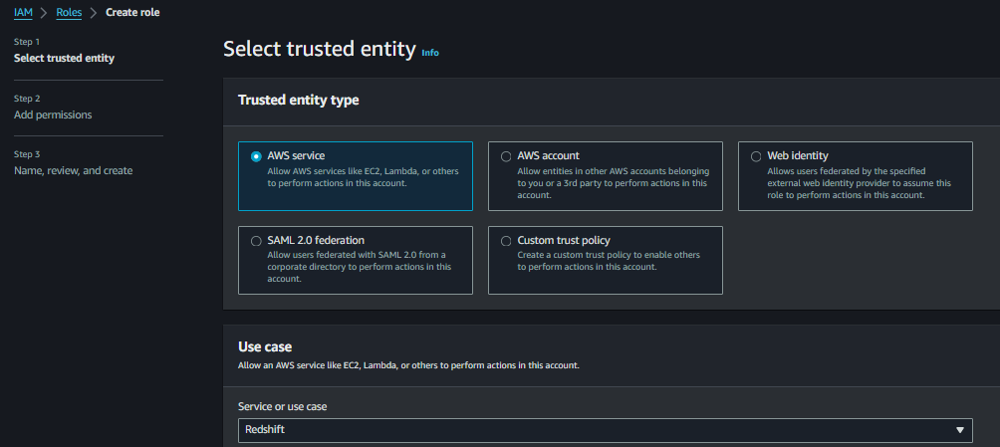 IAM > Roles > Create role
Step 1
Select trusted entity
Step 2
Add permissions
Step 3
Name, review, and create
Select trusted entity Info
Trusted entity type
AWS service
Allow AWS services like EC2, Lambda, or others
to perform actions in this account.
AWS account
Allow entities in other AWS accounts belonging
to you or a 3rd party to perform actions in this
account.
Web identity
Allows users federated by the specified
external web identity provider to assume this
role to perform actions in this account.
SAML 2.0 federation
Allow users federated with SAML 2.0 from a
corporate directory to perform actions in this
account.
Custom trust policy
Create a custom trust policy to enable others
to perform actions in this account.
Use case
Allow an AWS service like EC2, Lambda, or others to perform actions in this account.
Service or use case
Redshift